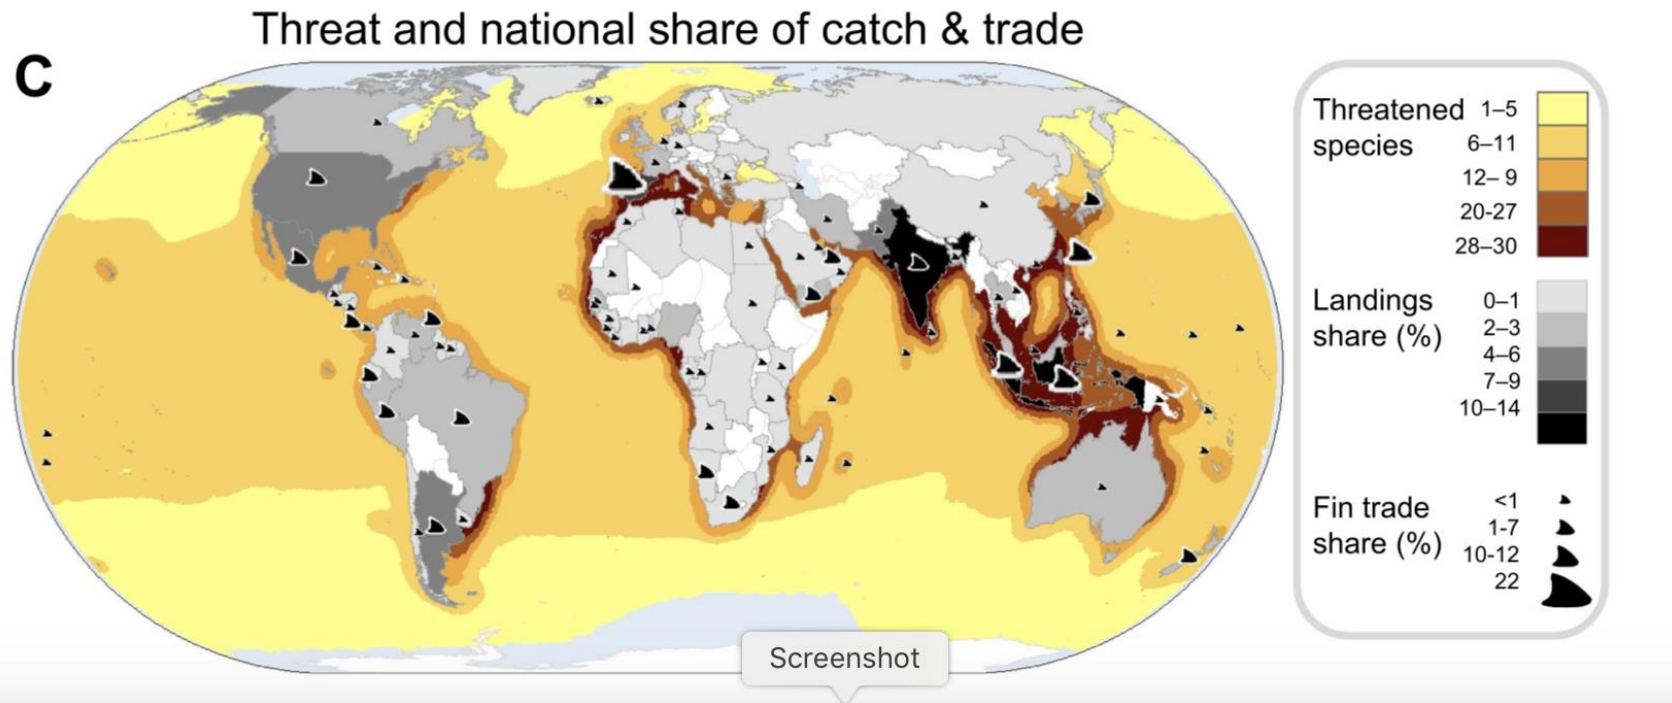 Threat and national share of catch & trade
C
Threatened species
1–5
6–11
12– 9
20-27
28–30
Landings share (%)
0–1
2–3
4–6
7–9
10–14
Fin trade share (%)
<1
1-7
10-12
22
Screenshot